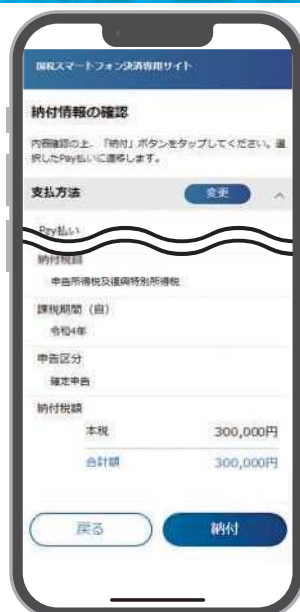 国税スマートフォン決済専用サイト
納付情報の確認
内容確認の上、「納付」ボタンをタップしてください。選
択したPay払いに遷移します。
支払方法
変更
Pay払い
納付税目
申告所得税及復興特別所得税
課税期間（自）
令和4年
申告区分
確定申告
納付税額
本税 300,000円
合計額 300,000円
戻る 納付